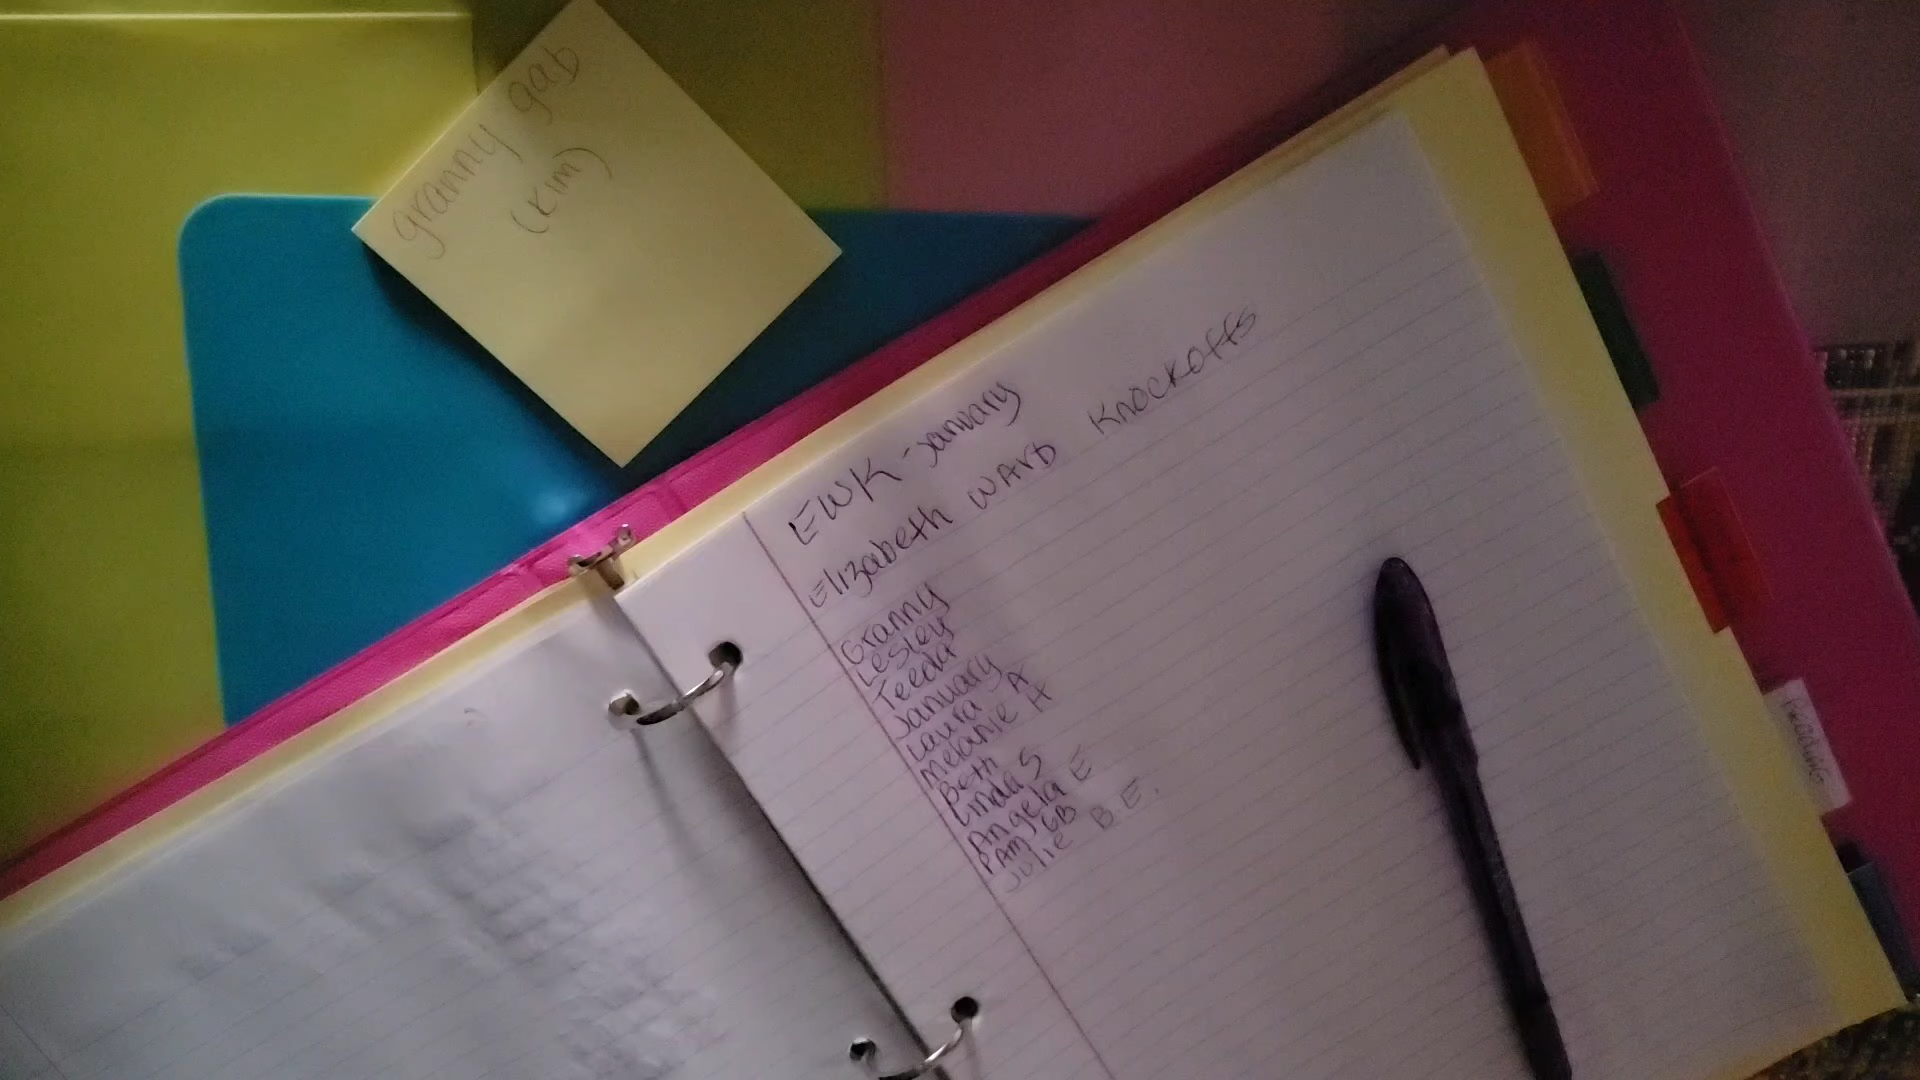 granny gab
(Kim)
EWK - January
Elizabeth Ward Knockoffs
Granny
Lesley
Teeda
January
Laura A
Melanie H
Beth
Linda S
Angela E
PAM GB
Julie B.E.
Reading